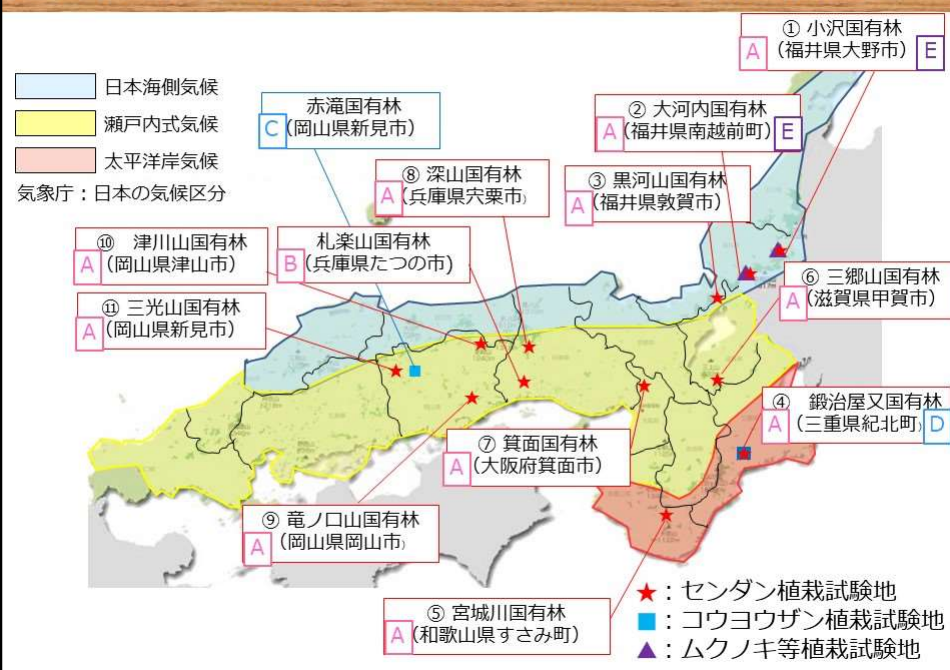 ① 小沢国有林
(福井県大野市)
A
E
日本海側気候
瀬戸内式気候
太平洋岸気候
気象庁：日本の気候区分
赤滝国有林
(岡山県新見市)
C
② 大河内国有林
(福井県南越前町)
A
E
⑧ 深山国有林
(兵庫県宍粟市)
A
③ 黒河山国有林
(福井県敦賀市)
A
⑩ 津川山国有林
(岡山県津山市)
A
札楽山国有林
(兵庫県たつの市)
B
⑥ 三郷山国有林
(滋賀県甲賀市)
A
⑪ 三光山国有林
(岡山県新見市)
A
④ 鍛冶屋又国有林
(三重県紀北町)
A
D
⑦ 箕面国有林
(大阪府箕面市)
A
⑨ 竜ノ口山国有林
(岡山県岡山市)
A
⑤ 宮城川国有林
(和歌山県すさみ町)
A
★：センダン植栽試験地
■：コウヨウザン植栽試験地
▲：ムクノキ等植栽試験地